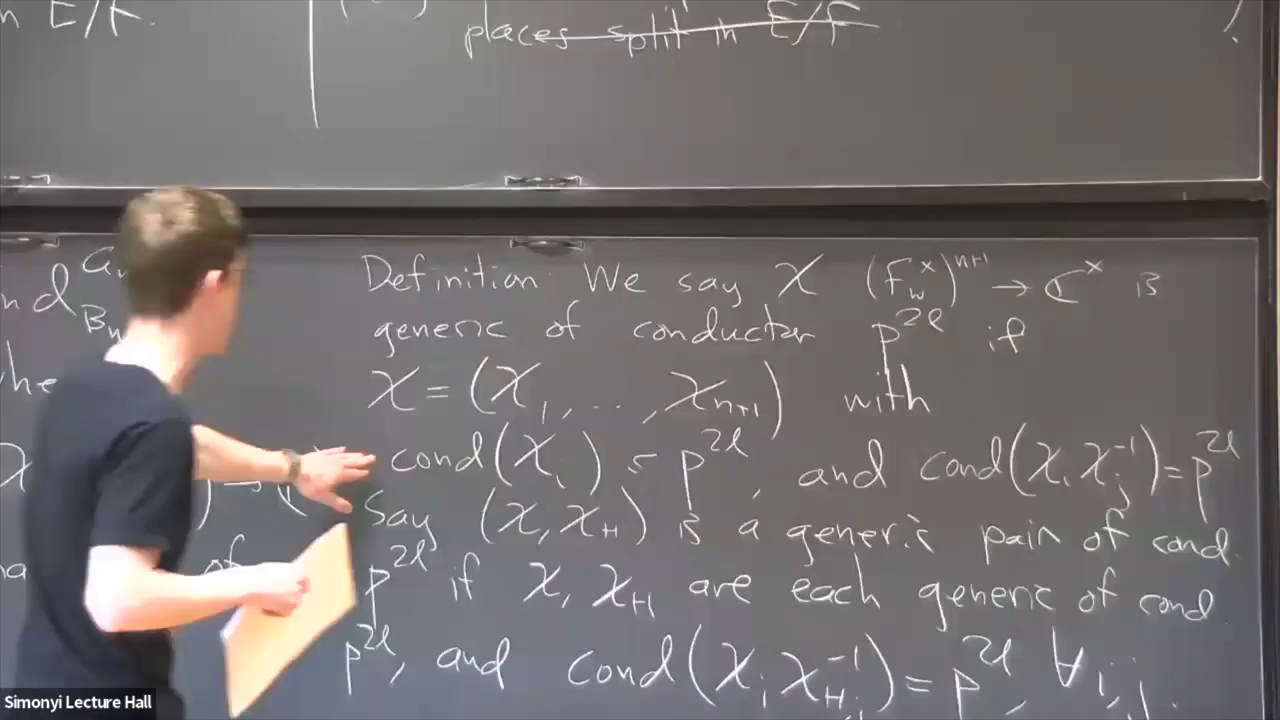 E/F.
places split in E/F
Definition: We say χ (F_w^×)^{n+1} → ℂ^× is
generic of conductor p^{2l} if
χ = (χ_1, ..., χ_{n+1}) with
cond(χ_i) = p^{2l}, and cond(χ_i χ_j^{-1}) = p^{2l}
Say (χ, χ_H) is a generic pair of cond.
p^{2l} if χ, χ_H are each generic of cond
p^{2l}, and cond(χ_i χ_{H,j}^{-1}) = p^{2l}, ∀ i, j.
of
Simonyi Lecture Hall